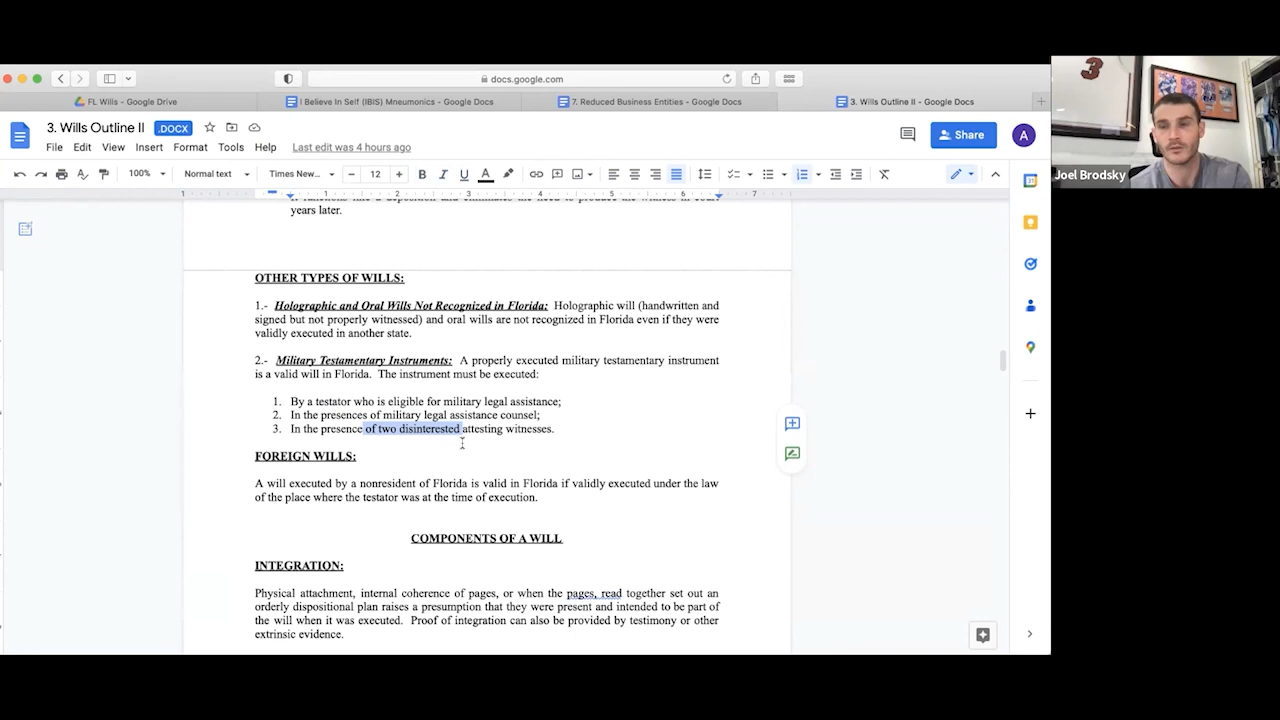 docs.google.com
FL Wills - Google Drive
I Believe In Self (IBIS) Mneumonics - Google Docs
7. Reduced Business Entities - Google Docs
3. Wills Outline II - Google Docs
3. Wills Outline II .DOCX
Share
A
File Edit View Insert Format Tools Help Last edit was 4 hours ago
100% Normal text Times New... 12 B I U A
1 2 3 4 5 6 7
years later.
OTHER TYPES OF WILLS:
1.- Holographic and Oral Wills Not Recognized in Florida: Holographic will (handwritten and
signed but not properly witnessed) and oral wills are not recognized in Florida even if they were
validly executed in another state.
2.- Military Testamentary Instruments: A properly executed military testamentary instrument
is a valid will in Florida. The instrument must be executed:
1. By a testator who is eligible for military legal assistance;
2. In the presences of military legal assistance counsel;
3. In the presence of two disinterested attesting witnesses.
FOREIGN WILLS:
A will executed by a nonresident of Florida is valid in Florida if validly executed under the law
of the place where the testator was at the time of execution.
COMPONENTS OF A WILL
INTEGRATION:
Physical attachment, internal coherence of pages, or when the pages, read together set out an
orderly dispositional plan raises a presumption that they were present and intended to be part of
the will when it was executed. Proof of integration can also be provided by testimony or other
extrinsic evidence.
3
Joel Brodsky